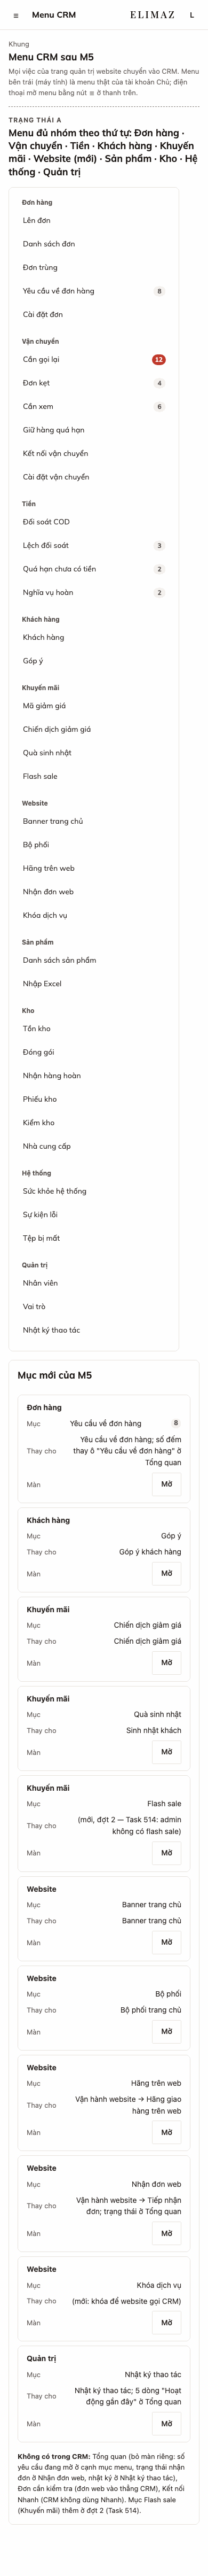 ≡ Menu CRM ELIMAZ L
Khung
Menu CRM sau M5
Mọi việc của trang quản trị website chuyển vào CRM. Menu
bên trái (máy tính) là menu thật của tài khoản Chủ; điện
thoại mở menu bằng nút ≡ ở thanh trên.
TRẠNG THÁI A
Menu đủ nhóm theo thứ tự: Đơn hàng ·
Vận chuyển · Tiền · Khách hàng · Khuyến
mãi · Website (mới) · Sản phẩm · Kho · Hệ
thống · Quản trị
Đơn hàng
Lên đơn
Danh sách đơn
Đơn trùng
Yêu cầu về đơn hàng 8
Cài đặt đơn
Vận chuyển
Cần gọi lại 12
Đơn kẹt 4
Cần xem 6
Giữ hàng quá hạn
Kết nối vận chuyển
Cài đặt vận chuyển
Tiền
Đối soát COD
Lệch đối soát 3
Quá hạn chưa có tiền 2
Nghĩa vụ hoàn 2
Khách hàng
Khách hàng
Góp ý
Khuyến mãi
Mã giảm giá
Chiến dịch giảm giá
Quà sinh nhật
Flash sale
Website
Banner trang chủ
Bộ phối
Hãng trên web
Nhận đơn web
Khóa dịch vụ
Sản phẩm
Danh sách sản phẩm
Nhập Excel
Kho
Tồn kho
Đóng gói
Nhận hàng hoàn
Phiếu kho
Kiểm kho
Nhà cung cấp
Hệ thống
Sức khỏe hệ thống
Sự kiện lỗi
Tệp bị mất
Quản trị
Nhân viên
Vai trò
Nhật ký thao tác
Mục mới của M5
Đơn hàng
Mục Yêu cầu về đơn hàng 8
Thay cho Yêu cầu về đơn hàng; số đếm
thay ô "Yêu cầu về đơn hàng" ở
Tổng quan
Màn Mở
Khách hàng
Mục Góp ý
Thay cho Góp ý khách hàng
Màn Mở
Khuyến mãi
Mục Chiến dịch giảm giá
Thay cho Chiến dịch giảm giá
Màn Mở
Khuyến mãi
Mục Quà sinh nhật
Thay cho Sinh nhật khách
Màn Mở
Khuyến mãi
Mục Flash sale
Thay cho (mới, đợt 2 — Task 514: admin
không có flash sale)
Màn Mở
Website
Mục Banner trang chủ
Thay cho Banner trang chủ
Màn Mở
Website
Mục Bộ phối
Thay cho Bộ phối trang chủ
Màn Mở
Website
Mục Hãng trên web
Thay cho Vận hành website → Hãng giao
hàng trên web
Màn Mở
Website
Mục Nhận đơn web
Thay cho Vận hành website → Tiếp nhận
đơn; trạng thái ở Tổng quan
Màn Mở
Website
Mục Khóa dịch vụ
Thay cho (mới: khóa để website gọi CRM)
Màn Mở
Quản trị
Mục Nhật ký thao tác
Thay cho Nhật ký thao tác; 5 dòng "Hoạt
động gần đây" ở Tổng quan
Màn Mở
Không có trong CRM: Tổng quan (bỏ màn riêng: số
yêu cầu đang mở ở cạnh mục menu, trạng thái nhận
đơn ở Nhận đơn web, nhật ký ở Nhật ký thao tác),
Đơn cần kiểm tra (đơn web vào thẳng CRM), Kết nối
Nhanh (CRM không dùng Nhanh). Mục Flash sale
(Khuyến mãi) thêm ở đợt 2 (Task 514).